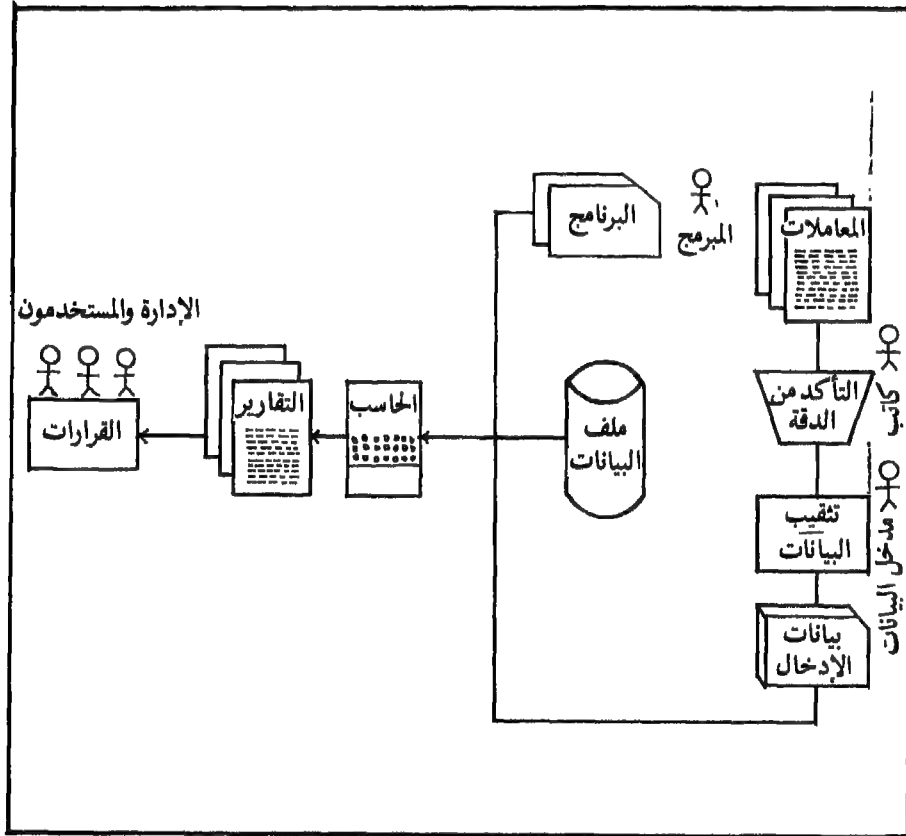 المعاملات
المبرمج
البرنامج
كاتب
التأكد من
الدقة
مدخل البيانات
تثقيب
البيانات
بيانات
الإدخال
ملف
البيانات
الحاسب
التقارير
الإدارة والمستخدمون
القرارات